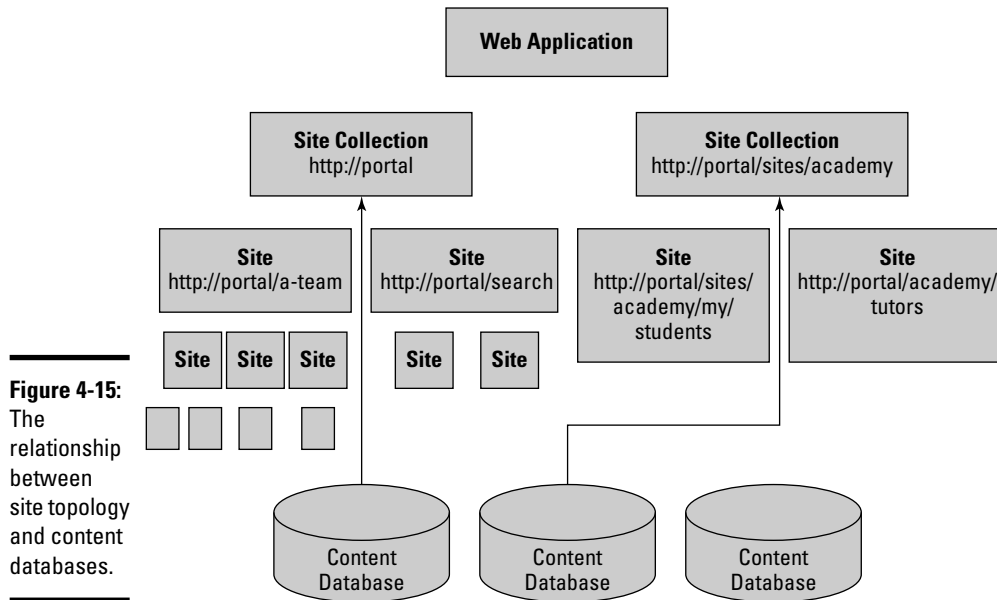 Web Application
Site Collection
http://portal
Site Collection
http://portal/sites/academy
Site
http://portal/a-team
Site
http://portal/search
Site
http://portal/sites/
academy/my/
students
Site
http://portal/academy/
tutors
Site
Site
Site
Site
Site
Figure 4-15:
The
relationship
between
site topology
and content
databases.
Content
Database
Content
Database
Content
Database